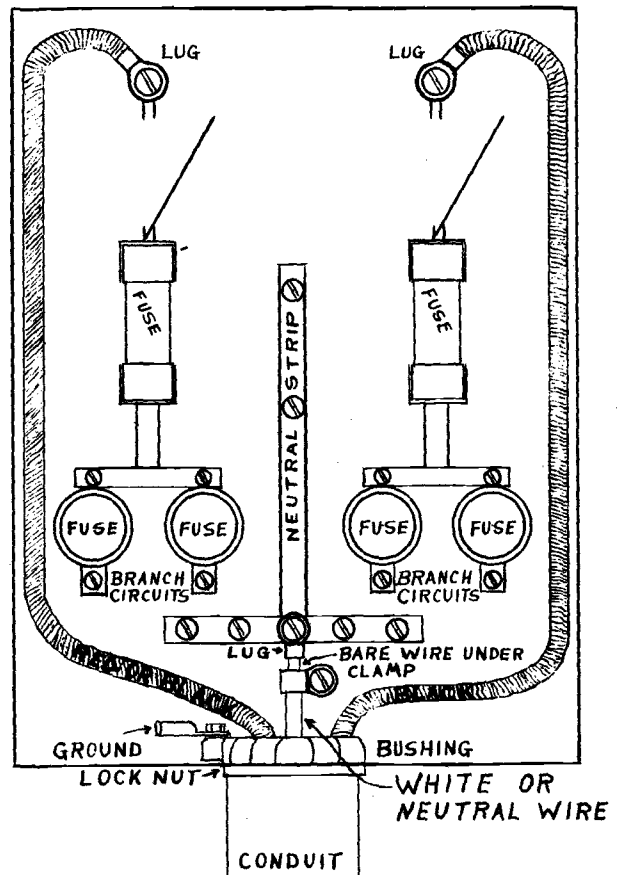 LUG
LUG
FUSE
FUSE
NEUTRAL STRIP
FUSE
FUSE
FUSE
FUSE
BRANCH
CIRCUITS
BRANCH
CIRCUITS
LUG
BARE WIRE UNDER
CLAMP
GROUND
BUSHING
LOCK NUT
WHITE OR
NEUTRAL WIRE
CONDUIT